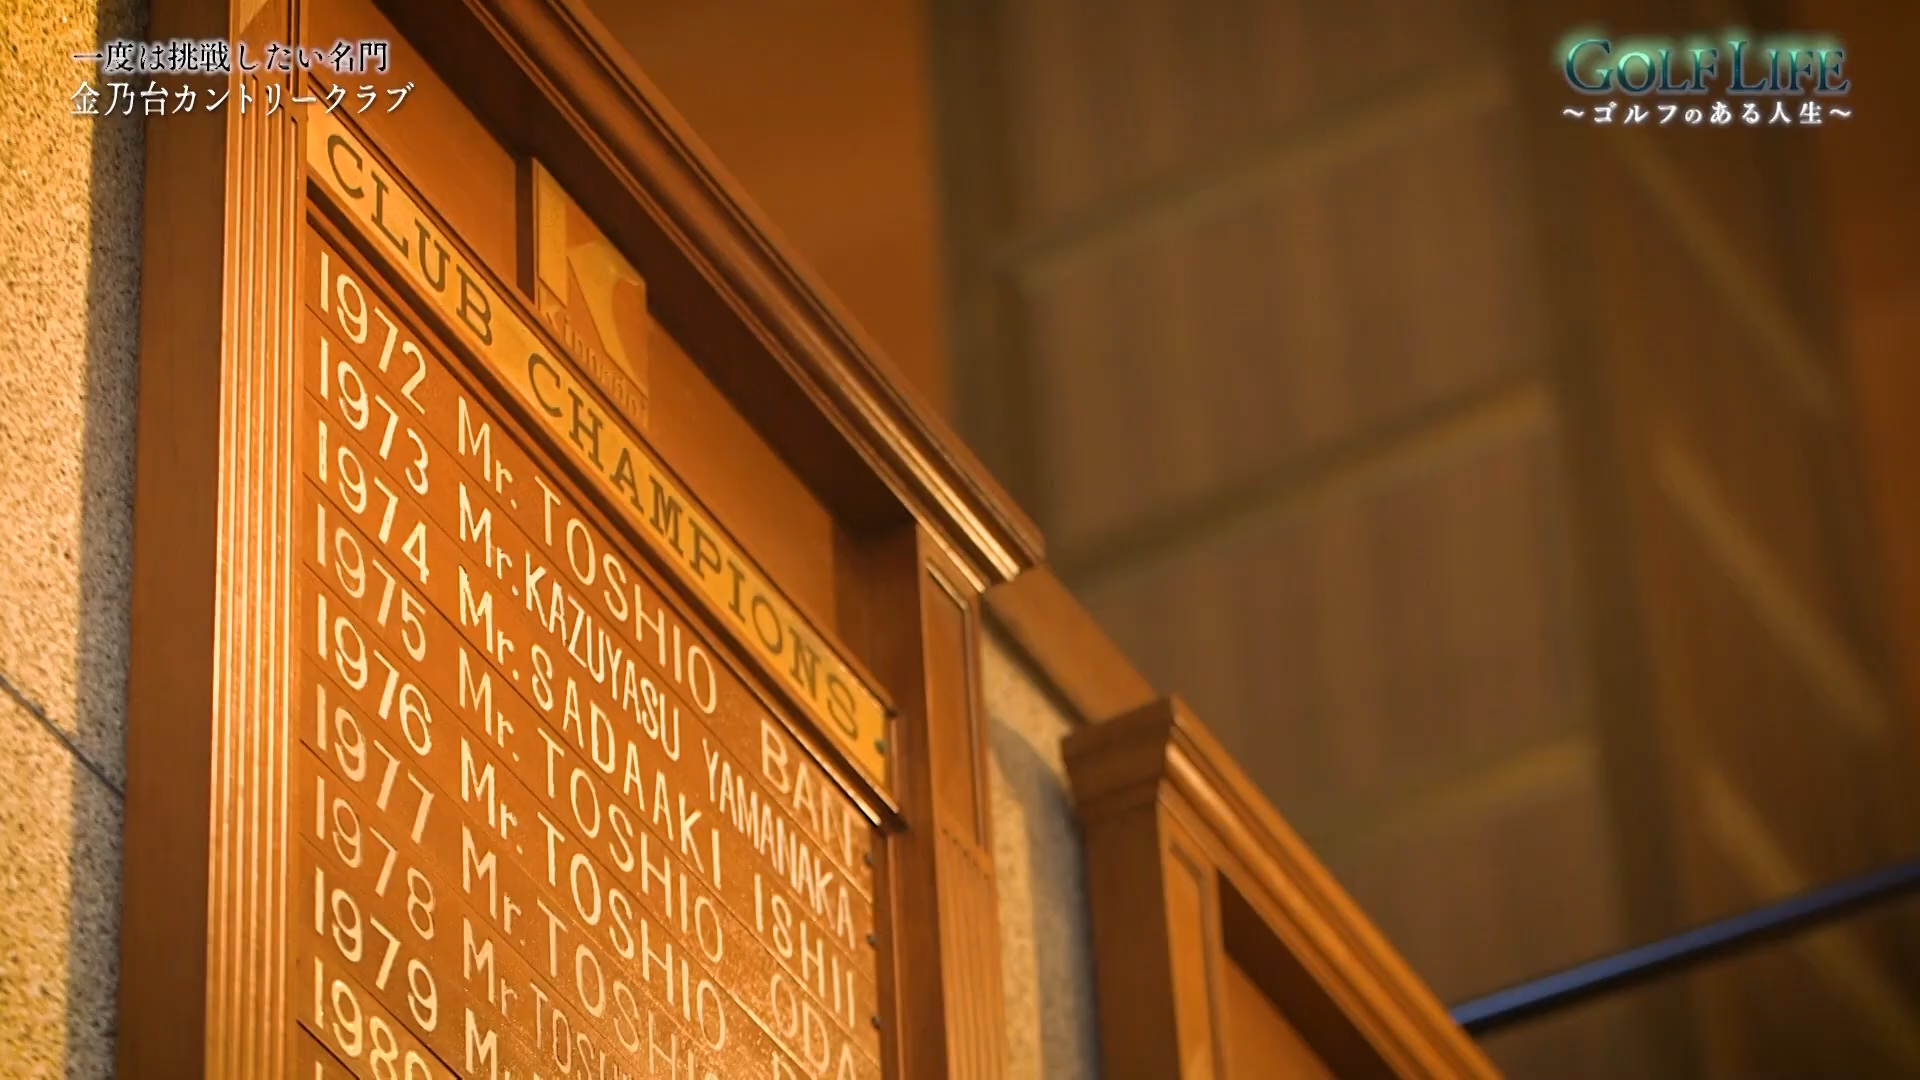 一度は挑戦したい名門
金乃台カントリークラブ
GOLF LIFE
～ゴルフのある人生～
K
CLUB CHAMPIONS
1972 Mr. TOSHIO BAN
1973 Mr. KAZUYASU YAMANAKA
1974 Mr. SADAAKI ISHII
1975 Mr. TOSHIO ODA
1976 Mr. TOSHIO
1977 Mr. TOSHIO
1978 Mr.
1979 Mr.
1980